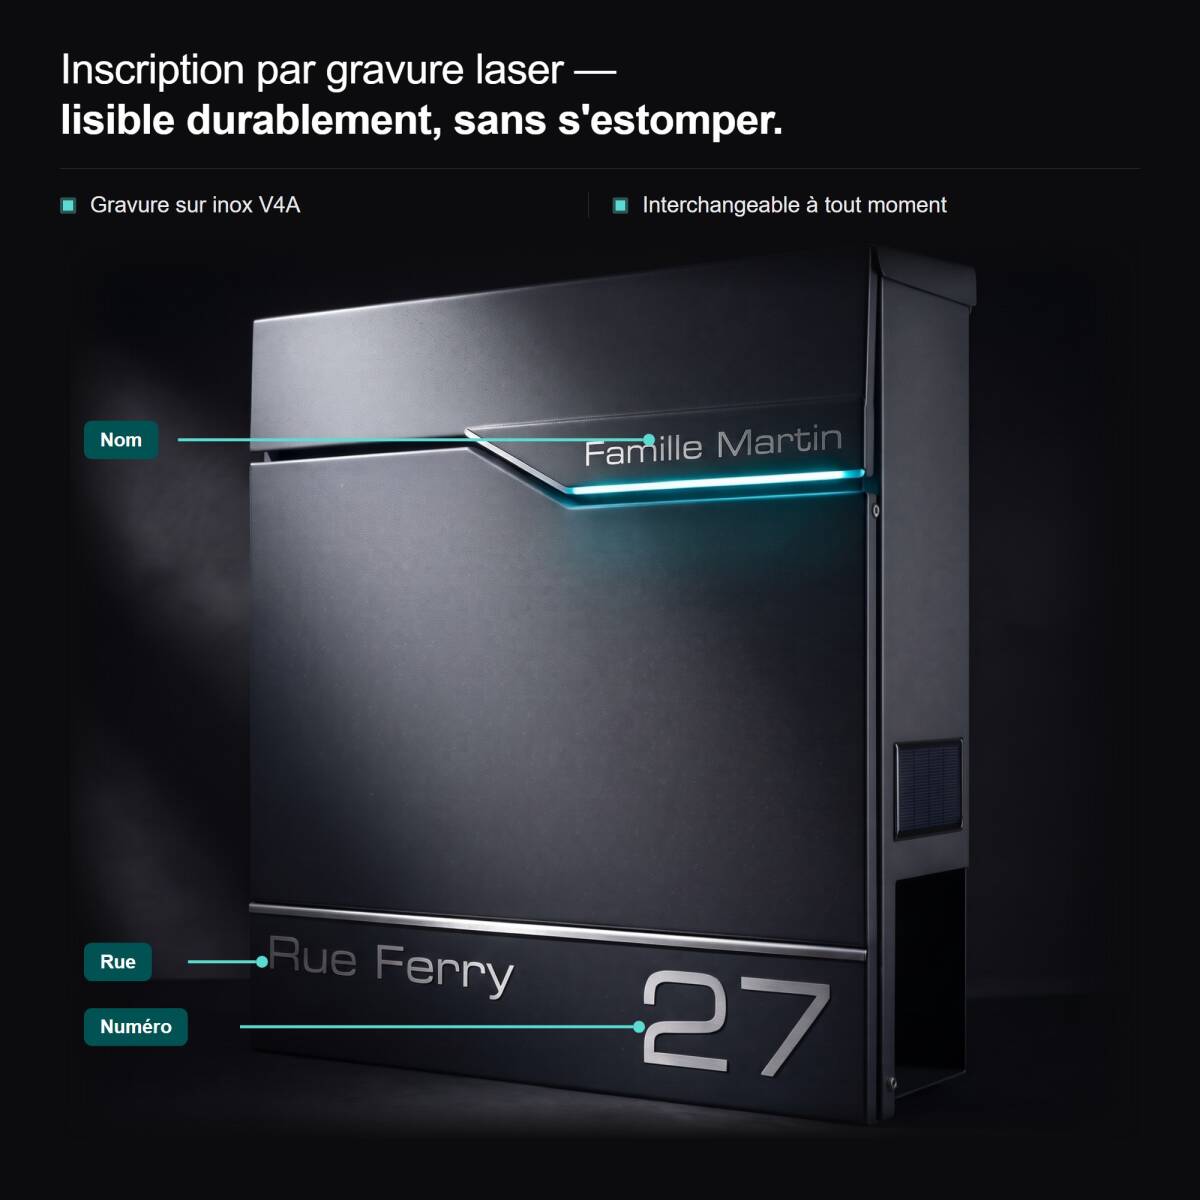 Inscription par gravure laser —
lisible durablement, sans s'estomper.
Gravure sur inox V4A
Interchangeable à tout moment
Nom
Famille Martin
Rue
Rue Ferry
Numéro
27